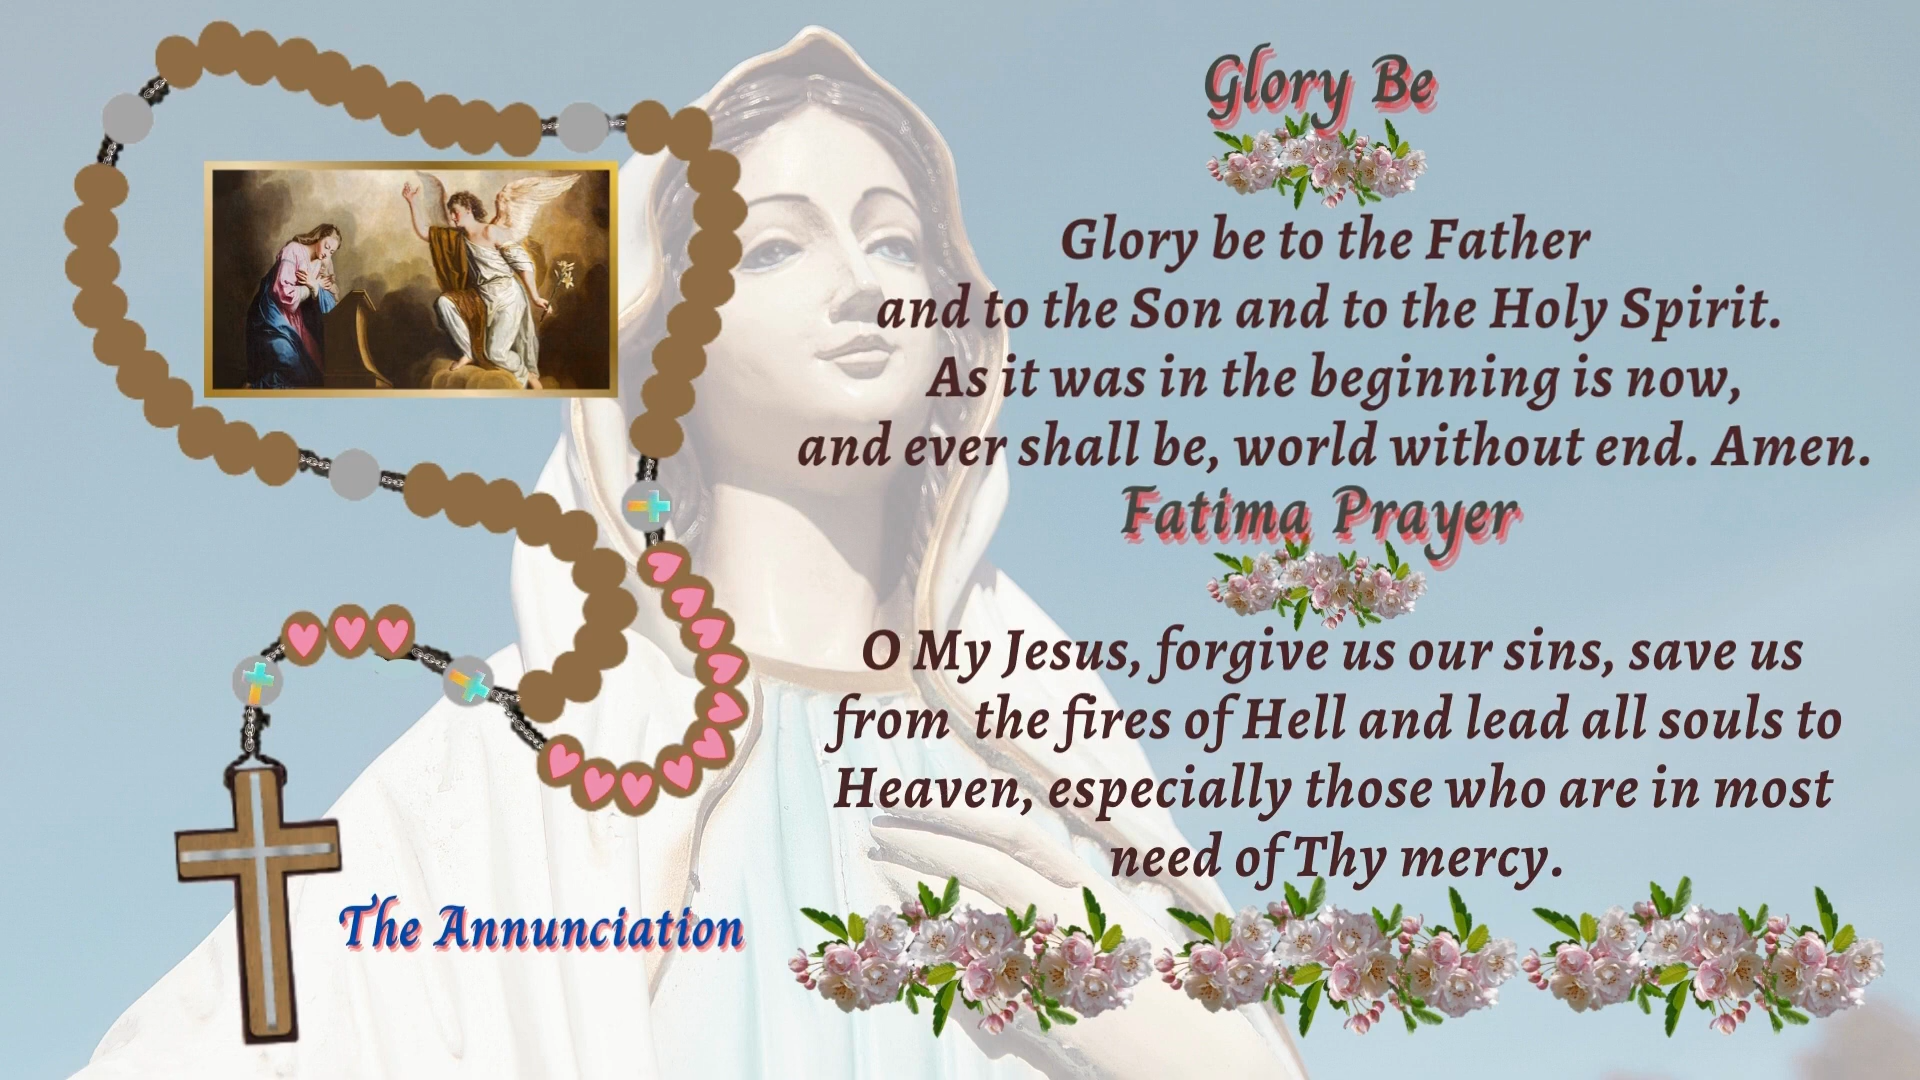 Glory Be
Glory be to the Father
and to the Son and to the Holy Spirit.
As it was in the beginning is now,
and ever shall be, world without end. Amen.
Fatima Prayer
O My Jesus, forgive us our sins, save us
from the fires of Hell and lead all souls to
Heaven, especially those who are in most
need of Thy mercy.
The Annunciation